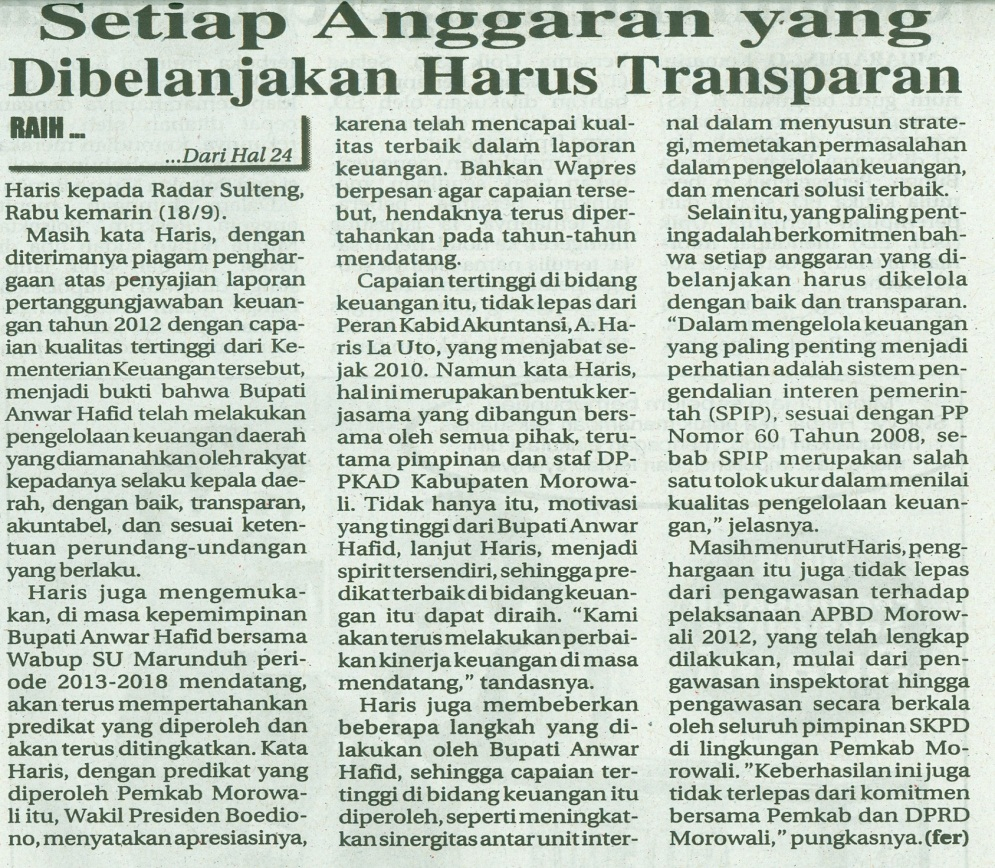 Setiap Anggaran yang
Dibelanjakan Harus Transparan
RAIH ...
...Dari Hal 24
Haris kepada Radar Sulteng,
Rabu kemarin (18/9).
Masih kata Haris, dengan
diterimanya piagam penghar-
gaan atas penyajian laporan
pertanggungjawaban keuan-
gan tahun 2012 dengan capa-
ian kualitas tertinggi dari Ke-
menterian Keuangan tersebut,
menjadi bukti bahwa Bupati
Anwar Hafid telah melakukan
pengelolaan keuangan daerah
yang diamanahkan oleh rakyat
kepadanya selaku kepala dae-
rah, dengan baik, transparan,
akuntabel, dan sesuai keten-
tuan perundang-undangan
yang berlaku.
Haris juga mengemuka-
kan, di masa kepemimpinan
Bupati Anwar Hafid bersama
Wabup SU Marunduh peri-
ode 2013-2018 mendatang,
akan terus mempertahankan
predikat yang diperoleh dan
akan terus ditingkatkan. Kata
Haris, dengan predikat yang
diperoleh Pemkab Morowa-
li itu, Wakil Presiden Boedio-
no, menyatakan apresiasinya,
karena telah mencapai kual-
itas terbaik dalam laporan
keuangan. Bahkan Wapres
berpesan agar capaian terse-
but, hendaknya terus diper-
tahankan pada tahun-tahun
mendatang.
Capaian tertinggi di bidang
keuangan itu, tidak lepas dari
Peran Kabid Akuntansi, A. Ha-
ris La Uto, yang menjabat se-
jak 2010. Namun kata Haris,
hal ini merupakan bentuk ker-
jasama yang dibangun bers-
ama oleh semua pihak, teru-
tama pimpinan dan staf DP-
PKAD Kabupaten Morowa-
li. Tidak hanya itu, motivasi
yang tinggi dari Bupati Anwar
Hafid, lanjut Haris, menjadi
spirit tersendiri, sehingga pre-
dikat terbaik di bidang keuan-
gan itu dapat diraih. “Kami
akan terus melakukan perbai-
kan kinerja keuangan di masa
mendatang,” tandasnya.
Haris juga membeberkan
beberapa langkah yang di-
lakukan oleh Bupati Anwar
Hafid, sehingga capaian ter-
tinggi di bidang keuangan itu
diperoleh, seperti meningkat-
kan sinergitas antar unit inter-
nal dalam menyusun strate-
gi, memetakan permasalahan
dalam pengelolaan keuangan,
dan mencari solusi terbaik.
Selain itu, yang paling pent-
ing adalah berkomitmen bah-
wa setiap anggaran yang di-
belanjakan harus dikelola
dengan baik dan transparan.
“Dalam mengelola keuangan
yang paling penting menjadi
perhatian adalah sistem pen-
gendalian intern pemerin-
tah (SPIP), sesuai dengan PP
Nomor 60 Tahun 2008, se-
bab SPIP merupakan salah
satu tolok ukur dalam menilai
kualitas pengelolaan keuan-
gan,” jelasnya.
Masih menurut Haris, peng-
hargaan itu juga tidak lepas
dari pengawasan terhadap
pelaksanaan APBD Morow-
ali 2012, yang telah lengkap
dilakukan, mulai dari pen-
gawasan inspektorat hingga
pengawasan secara berkala
oleh seluruh pimpinan SKPD
di lingkungan Pemkab Mo-
rowali. ”Keberhasilan ini juga
tidak terlepas dari komitmen
bersama Pemkab dan DPRD
Morowali,” pungkasnya. (fer)